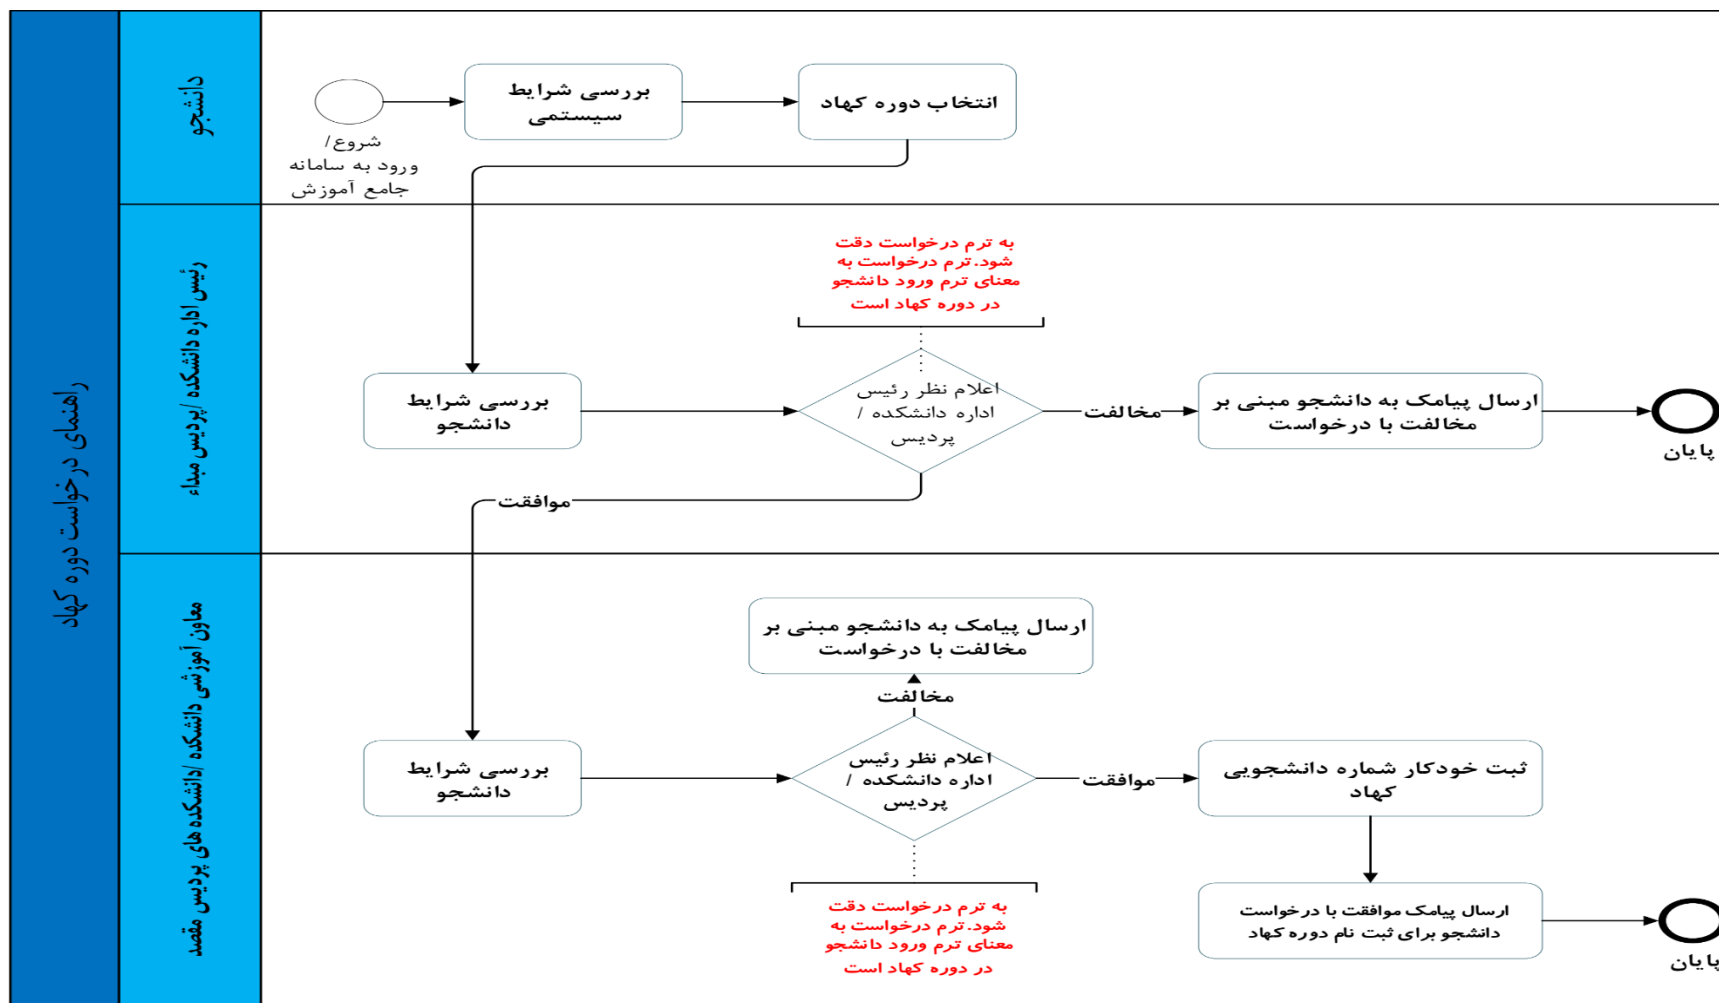 راهنمای درخواست دوره کهاد
دانشجو
شروع/
ورود به سامانه
جامع آموزش
بررسی شرایط
سیستمی
انتخاب دوره کهاد
رئیس اداره دانشکده /پردیس مبداء
به ترم درخواست دقت
شود.ترم درخواست به
معنای ترم ورود دانشجو
در دوره کهاد است
بررسی شرایط
دانشجو
اعلام نظر رئیس
اداره دانشکده /
پردیس
مخالفت
ارسال پیامک به دانشجو مبنی بر
مخالفت با درخواست
پایان
موافقت
معاون آموزشی دانشکده /دانشکده های پردیس مقصد
ارسال پیامک به دانشجو مبنی بر
مخالفت با درخواست
مخالفت
بررسی شرایط
دانشجو
اعلام نظر رئیس
اداره دانشکده /
پردیس
موافقت
ثبت خودکار شماره دانشجویی
کهاد
به ترم درخواست دقت
شود.ترم درخواست به
معنای ترم ورود دانشجو
در دوره کهاد است
ارسال پیامک موافقت با درخواست
دانشجو برای ثبت نام دوره کهاد
پایان